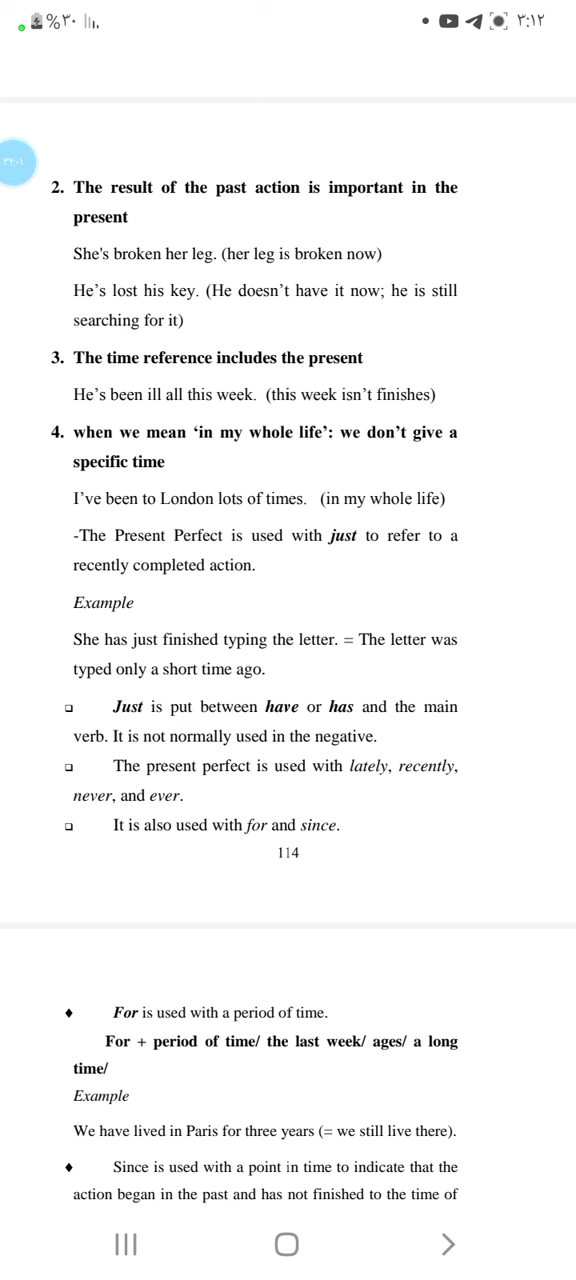 %٣٠
٣:١٢
٣٣:٠١
2. The result of the past action is important in the
present
She's broken her leg. (her leg is broken now)
He’s lost his key. (He doesn’t have it now; he is still
searching for it)
3. The time reference includes the present
He’s been ill all this week.  (this week isn’t finishes)
4. when we mean ‘in my whole life’: we don’t give a
specific time
I’ve been to London lots of times.   (in my whole life)
-The Present Perfect is used with just to refer to a
recently completed action.
Example
She has just finished typing the letter. = The letter was
typed only a short time ago.
❑ Just is put between have or has and the main
verb. It is not normally used in the negative.
❑ The present perfect is used with lately, recently,
never, and ever.
❑ It is also used with for and since.
114
♦ For is used with a period of time.
For + period of time/ the last week/ ages/ a long
time/
Example
We have lived in Paris for three years (= we still live there).
♦ Since is used with a point in time to indicate that the
action began in the past and has not finished to the time of